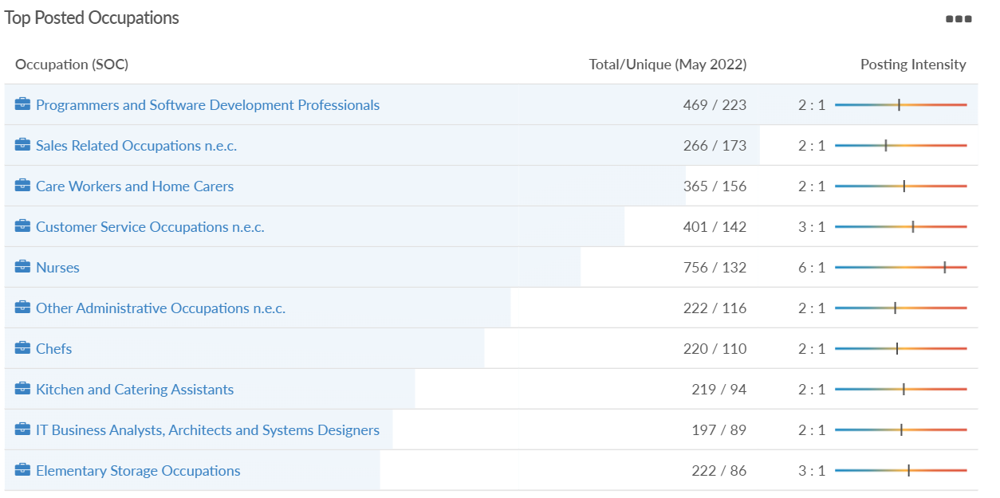 Top Posted Occupations
Occupation (SOC) Total/Unique (May 2022) Posting Intensity
Programmers and Software Development Professionals 469 / 223 2 : 1
Sales Related Occupations n.e.c. 266 / 173 2 : 1
Care Workers and Home Carers 365 / 156 2 : 1
Customer Service Occupations n.e.c. 401 / 142 3 : 1
Nurses 756 / 132 6 : 1
Other Administrative Occupations n.e.c. 222 / 116 2 : 1
Chefs 220 / 110 2 : 1
Kitchen and Catering Assistants 219 / 94 2 : 1
IT Business Analysts, Architects and Systems Designers 197 / 89 2 : 1
Elementary Storage Occupations 222 / 86 3 : 1